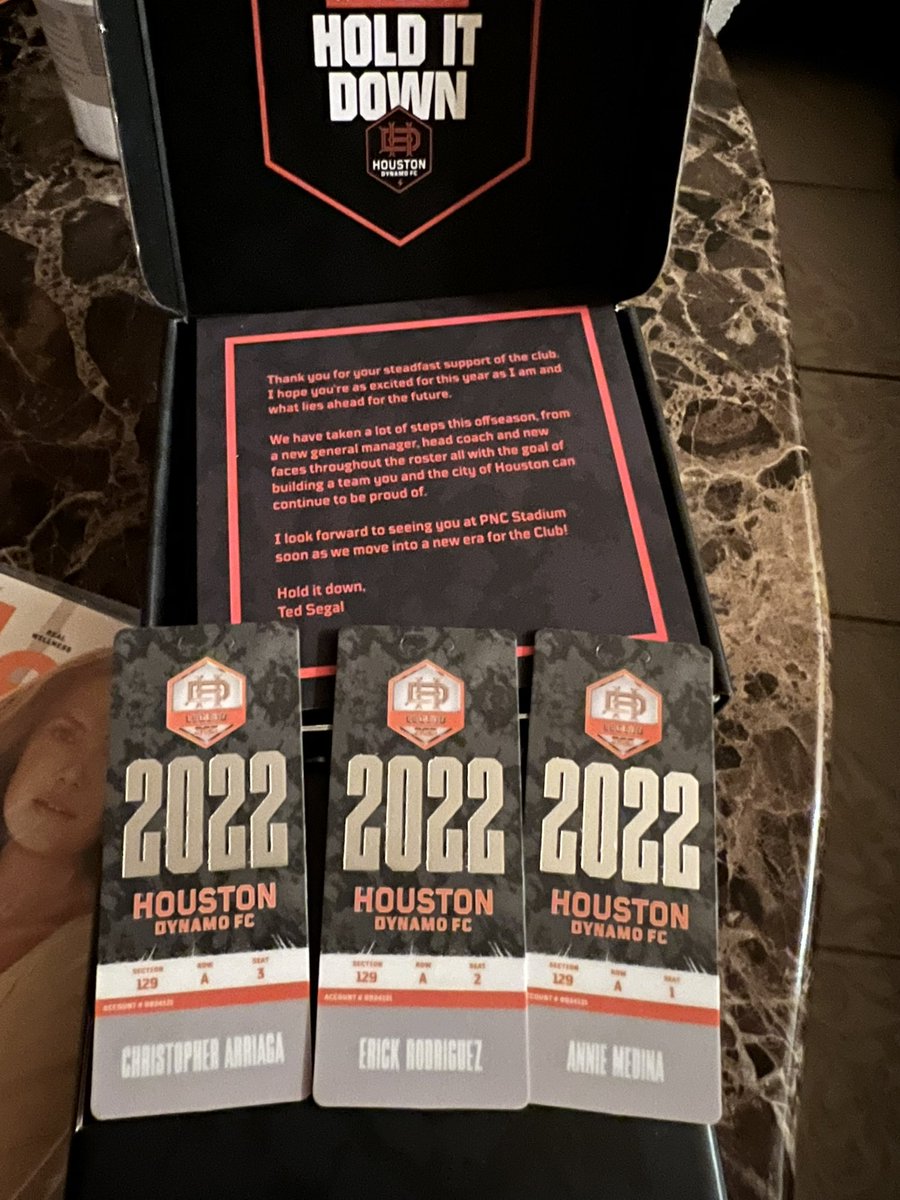 HOLD IT
DOWN
HOUSTON
DYNAMO FC
Thank you for your steadfast support of the club.
I hope you're as excited for this year as I am and
what lies ahead for the future.
We have taken a lot of steps this offseason, from
a new general manager, head coach and new
faces throughout the roster all with the goal of
building a team you and the city of Houston can
continue to be proud of.
I look forward to seeing you at PNC Stadium
soon as we move into a new era for the Club!
Hold it down,
Ted Segal
REAL
WELLNESS
2022
HOUSTON
DYNAMO FC
SECTION ROW SEAT
129 A 3
ACCOUNT #
CHRISTOPHER ARRIAGA
2022
HOUSTON
DYNAMO FC
SECTION ROW SEAT
129 A 2
ACCOUNT #
ERICK RODRIGUEZ
2022
HOUSTON
DYNAMO FC
SECTION ROW SEAT
129 A 1
ACCOUNT #
ANNIE MEDINA